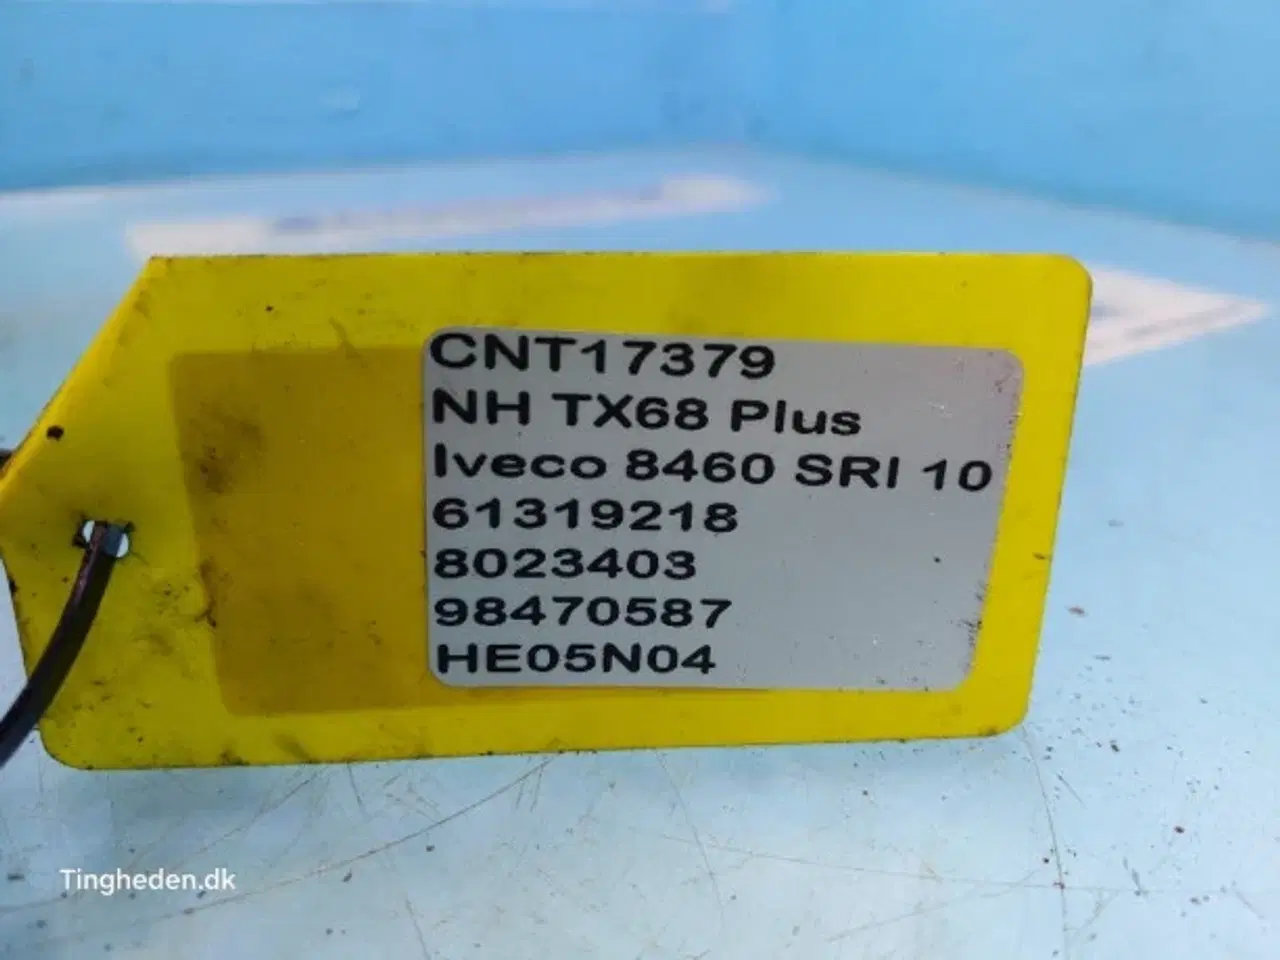 CNT17379
NH TX68 Plus
Iveco 8460 SRI 10
61319218
8023403
98470587
HE05N04
Tingheden.dk